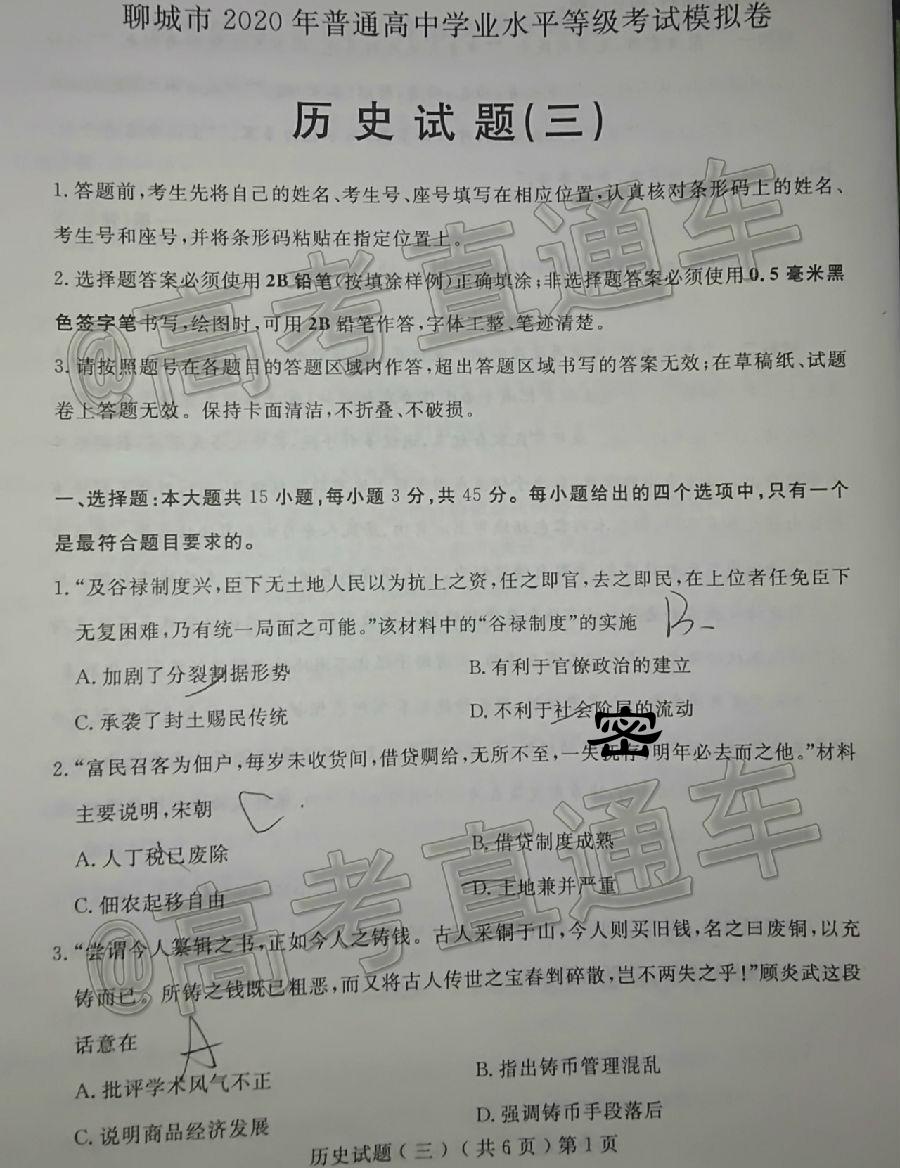 聊城市 2020 年普通高中学业水平等级考试模拟卷
历史试题(三)
1.答题前,考生先将自己的姓名、考生号、座号填写在相应位置,认真核对条形码上的姓名、
考生号和座号,并将条形码粘贴在指定位置上。
2.选择题答案必须使用2B铅笔(按填涂样例)正确填涂;非选择题答案必须使用0.5毫米黑
色签字笔书写,绘图时,可用2B铅笔作答,字体工整、笔迹清楚。
3.请按照题号在各题目的答题区域内作答,超出答题区域书写的答案无效;在草稿纸、试题
卷上答题无效。保持卡面清洁,不折叠、不破损。
@高考直通车
一、选择题:本大题共15小题,每小题3分,共45分。每小题给出的四个选项中,只有一个
是最符合题目要求的。
1.“及谷禄制度兴,臣下无土地人民以为抗上之资,任之即官,去之即民,在上位者任免臣下
无复困难,乃有统一局面之可能。”该材料中的“谷禄制度”的实施 B
A.加剧了分裂割据形势 B.有利于官僚政治的建立
C.承袭了封土赐民传统 D.不利于社会阶层的流动
密
2.“富民召客为佃户,每岁未收货间,借贷赒给,无所不至,一失 明年必去而之他。”材料
主要说明,宋朝
A.人丁税已废除 B.借贷制度成熟
C.佃农起移自由 D.土地兼并严重
@高考直通车
3.“尝谓今人纂辑之书,正如今人之铸钱。古人采铜于山,今人则买旧钱,名之曰废铜,以充
铸而已。所铸之钱既已粗恶,而又将古人传世之宝舂剉碎散,岂不两失之乎!”顾炎武这段
话意在 A
A.批评学术风气不正 B.指出铸币管理混乱
C.说明商品经济发展 D.强调铸币手段落后
历史试题(三)(共6页)第1页